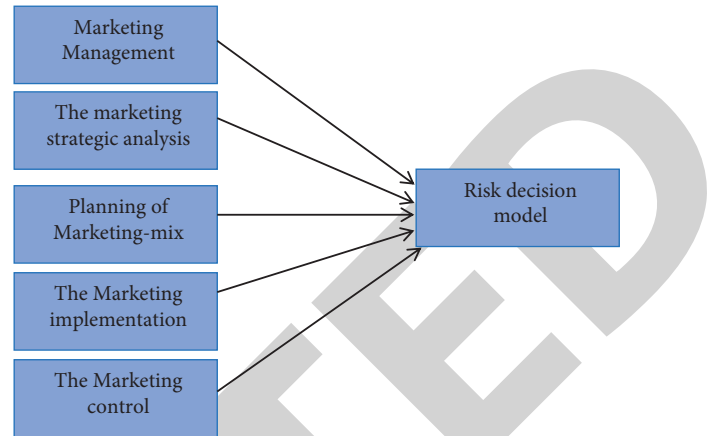 Marketing
Management
The marketing
strategic analysis
Planning of
Marketing-mix
The Marketing
implementation
The Marketing
control
Risk decision
model
TED